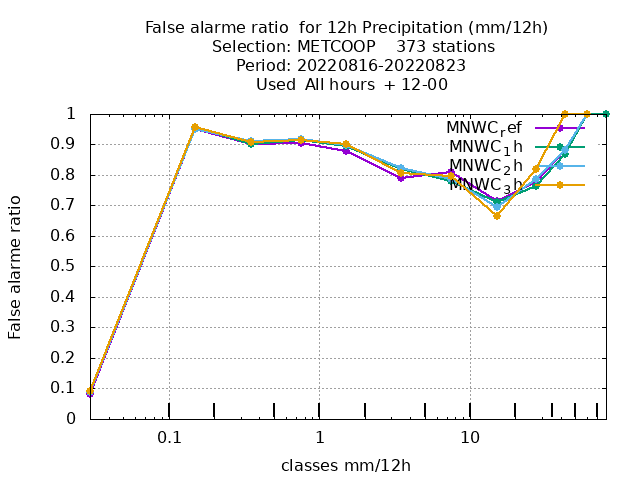 False alarme ratio  for 12h Precipitation (mm/12h)
Selection: METCOOP    373 stations
Period: 20220816-20220823
Used  All hours  + 12-00
1
0.9
0.8
0.7
0.6
0.5
0.4
0.3
0.2
0.1
0
False alarme ratio
MNWC_ref
MNWC_1h
MNWC_2h
MNWC_3h
0.1
1
10
classes mm/12h